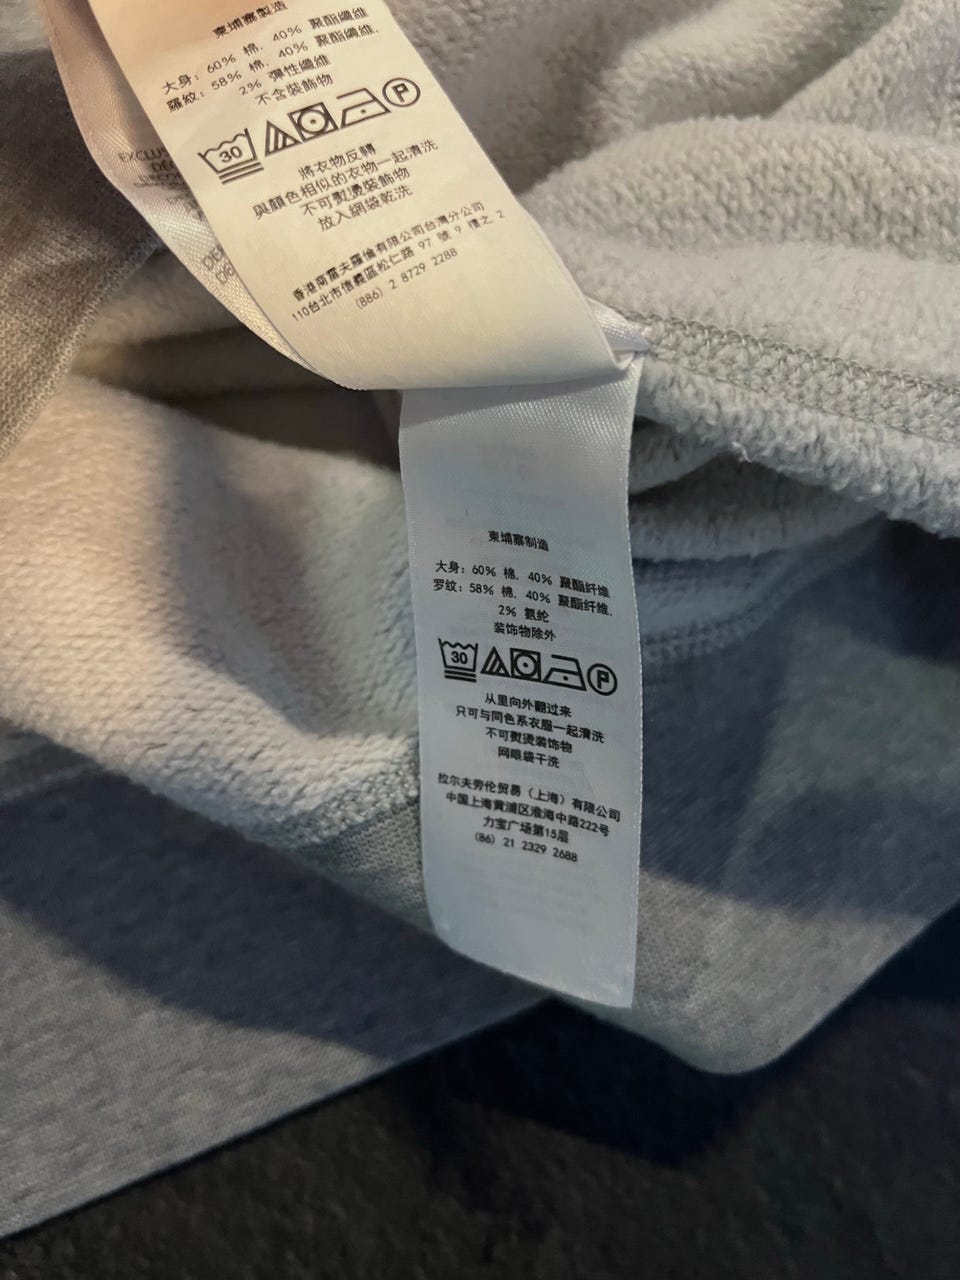 柬埔寨製造
大身：60% 棉, 40% 聚酯纖維
羅紋：58% 棉, 40% 聚酯纖維,
2% 彈性纖維
不含裝飾物
30 P
將衣物反轉
與顏色相似的衣物一起清洗
不可熨燙裝飾物
放入網袋乾洗
香港商雷夫羅倫有限公司台灣分公司
110台北市信義區松仁路 97 號 9 樓之 2
(886) 2 8729 2288
EXCLUS
柬埔寨制造
大身：60% 棉, 40% 聚酯纤维
罗纹：58% 棉, 40% 聚酯纤维,
2% 氨纶
装饰物除外
30 P
从里向外翻过来
只可与同色系衣服一起清洗
不可熨烫装饰物
网眼袋干洗
拉尔夫劳伦贸易（上海）有限公司
中国上海黄浦区淮海中路222号
力宝广场第15层
(86) 21 2329 2688